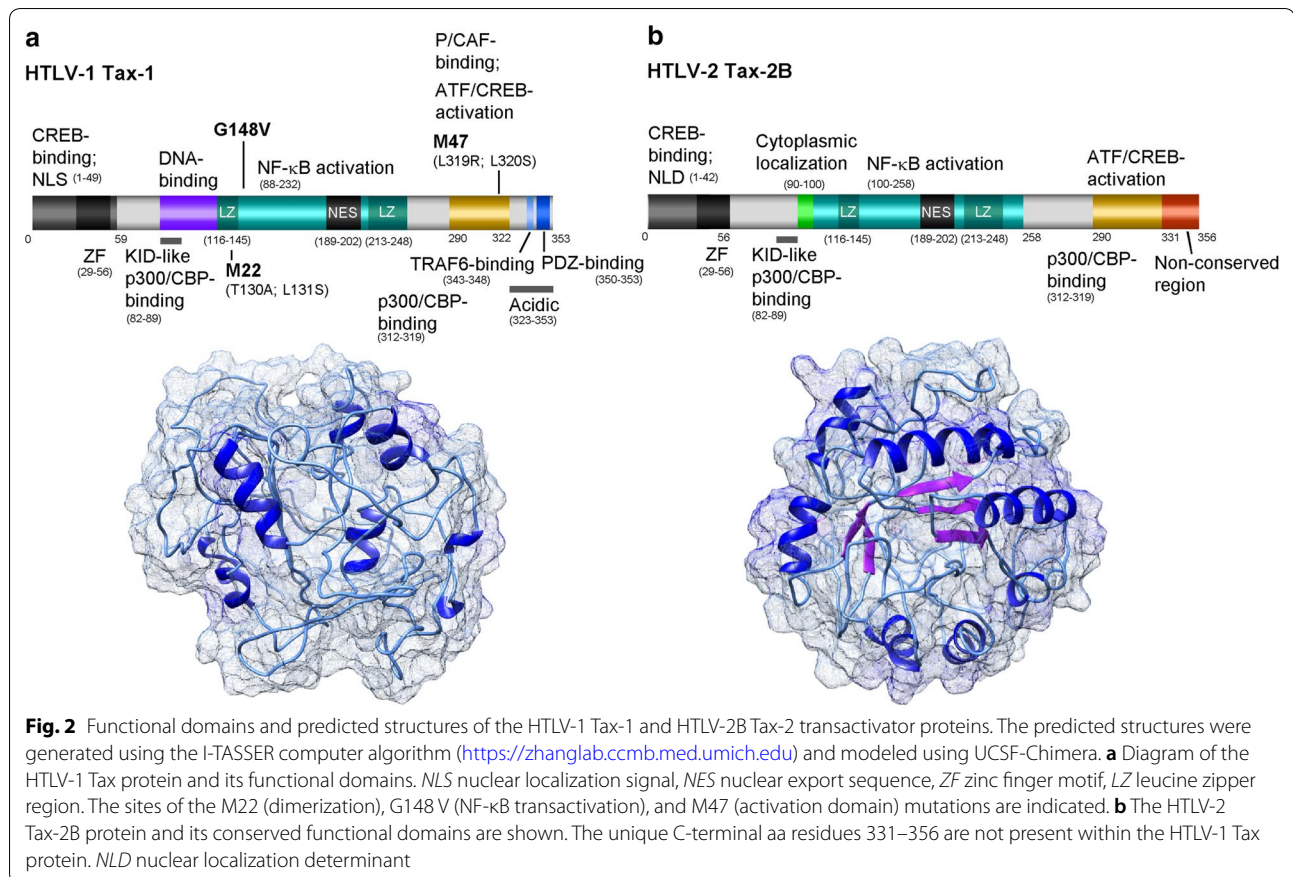 a
HTLV-1 Tax-1
P/CAF-
binding;
ATF/CREB-
activation
M47
(L319R; L320S)
G148V
CREB-
binding;
NLS (1-49)
DNA-
binding
NF-κB activation
(88-232)
LZ
NES
LZ
0
59
(116-145)
(189-202)
(213-248)
290
322
353
ZF
(29-56)
KID-like
p300/CBP-
binding
(82-89)
M22
(T130A; L131S)
p300/CBP-
binding
(312-319)
TRAF6-binding
(343-348)
PDZ-binding
(350-353)
Acidic
(323-353)
b
HTLV-2 Tax-2B
CREB-
binding;
NLD (1-42)
Cytoplasmic
localization
(90-100)
NF-κB activation
(100-258)
ATF/CREB-
activation
LZ
NES
LZ
0
56
(116-145)
(189-202)
(213-248)
258
290
331
356
ZF
(29-56)
KID-like
p300/CBP-
binding
(82-89)
p300/CBP-
binding
(312-319)
Non-conserved
region
Fig. 2 Functional domains and predicted structures of the HTLV-1 Tax-1 and HTLV-2B Tax-2 transactivator proteins. The predicted structures were
generated using the I-TASSER computer algorithm (https://zhanglab.ccmb.med.umich.edu) and modeled using UCSF-Chimera. a Diagram of the
HTLV-1 Tax protein and its functional domains. NLS nuclear localization signal, NES nuclear export sequence, ZF zinc finger motif, LZ leucine zipper
region. The sites of the M22 (dimerization), G148 V (NF-κB transactivation), and M47 (activation domain) mutations are indicated. b The HTLV-2
Tax-2B protein and its conserved functional domains are shown. The unique C-terminal aa residues 331–356 are not present within the HTLV-1 Tax
protein. NLD nuclear localization determinant